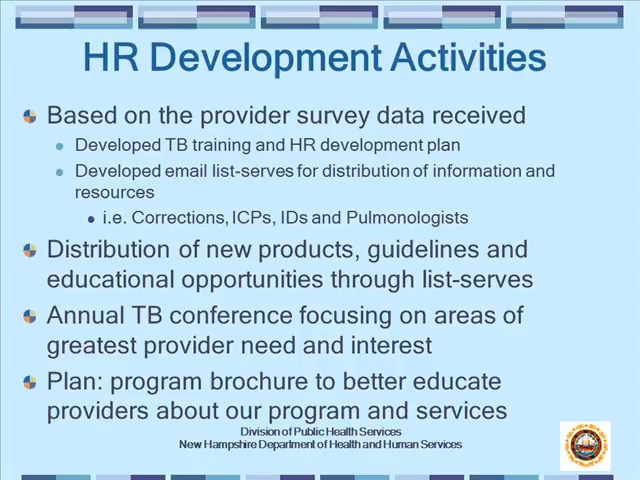 HR Development Activities
Based on the provider survey data received
Developed TB training and HR development plan
Developed email list-serves for distribution of information and
resources
i.e. Corrections, ICPs, IDs and Pulmonologists
Distribution of new products, guidelines and
educational opportunities through list-serves
Annual TB conference focusing on areas of
greatest provider need and interest
Plan: program brochure to better educate
providers about our program and services
Division of Public Health Services
New Hampshire Department of Health and Human Services